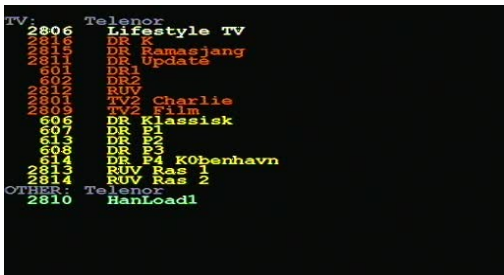 TV: Telenor
2806 Lifestyle TV
2816 DR K
2815 DR Ramasjang
2811 DR Update
601 DR1
602 DR2
2812 RUV
2801 TV2 Charlie
2809 TV2 Film
606 DR Klassisk
607 DR P1
613 DR P2
608 DR P3
614 DR P4 K0benhavn
2813 RUV Ras 1
2814 RUV Ras 2
OTHER: Telenor
2810 HanLoad1